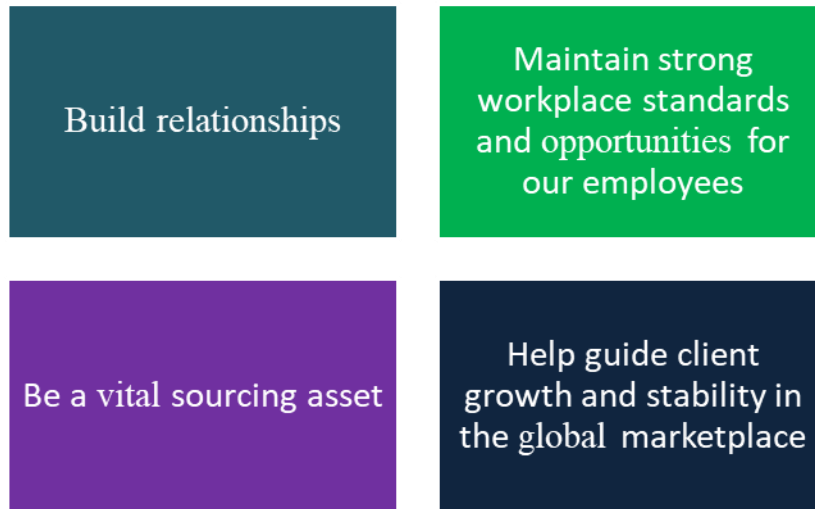 Build relationships
Maintain strong
workplace standards
and opportunities for
our employees
Be a vital sourcing asset
Help guide client
growth and stability in
the global marketplace